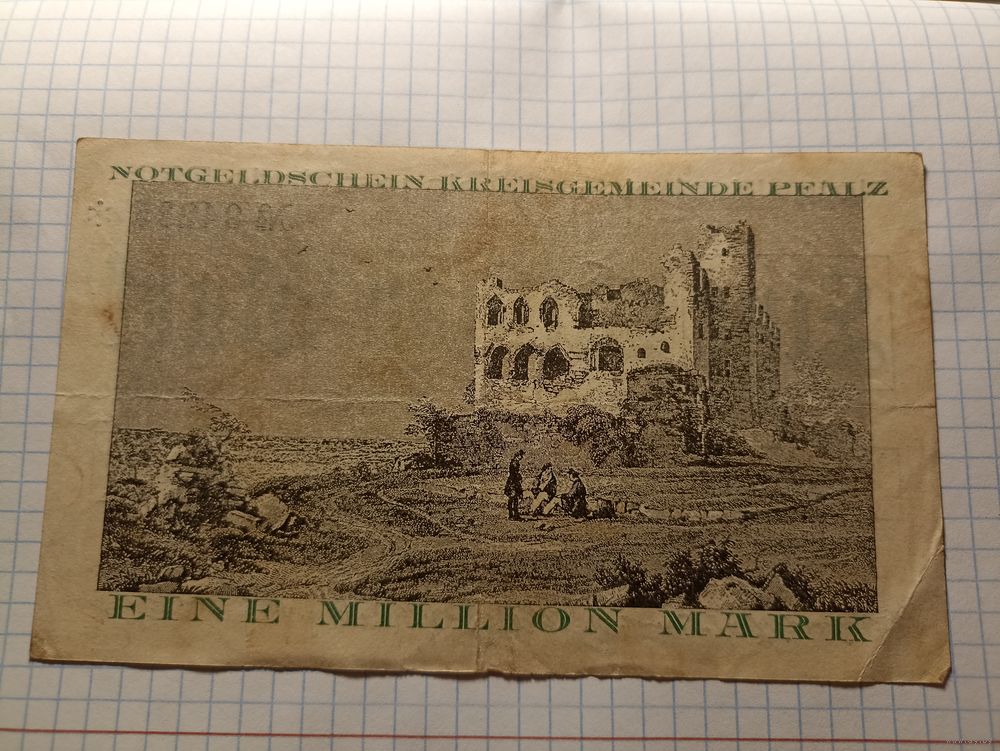 NOTGELDSCHEIN KREISGEMEINDE PFALZ
EINE MILLION MARK